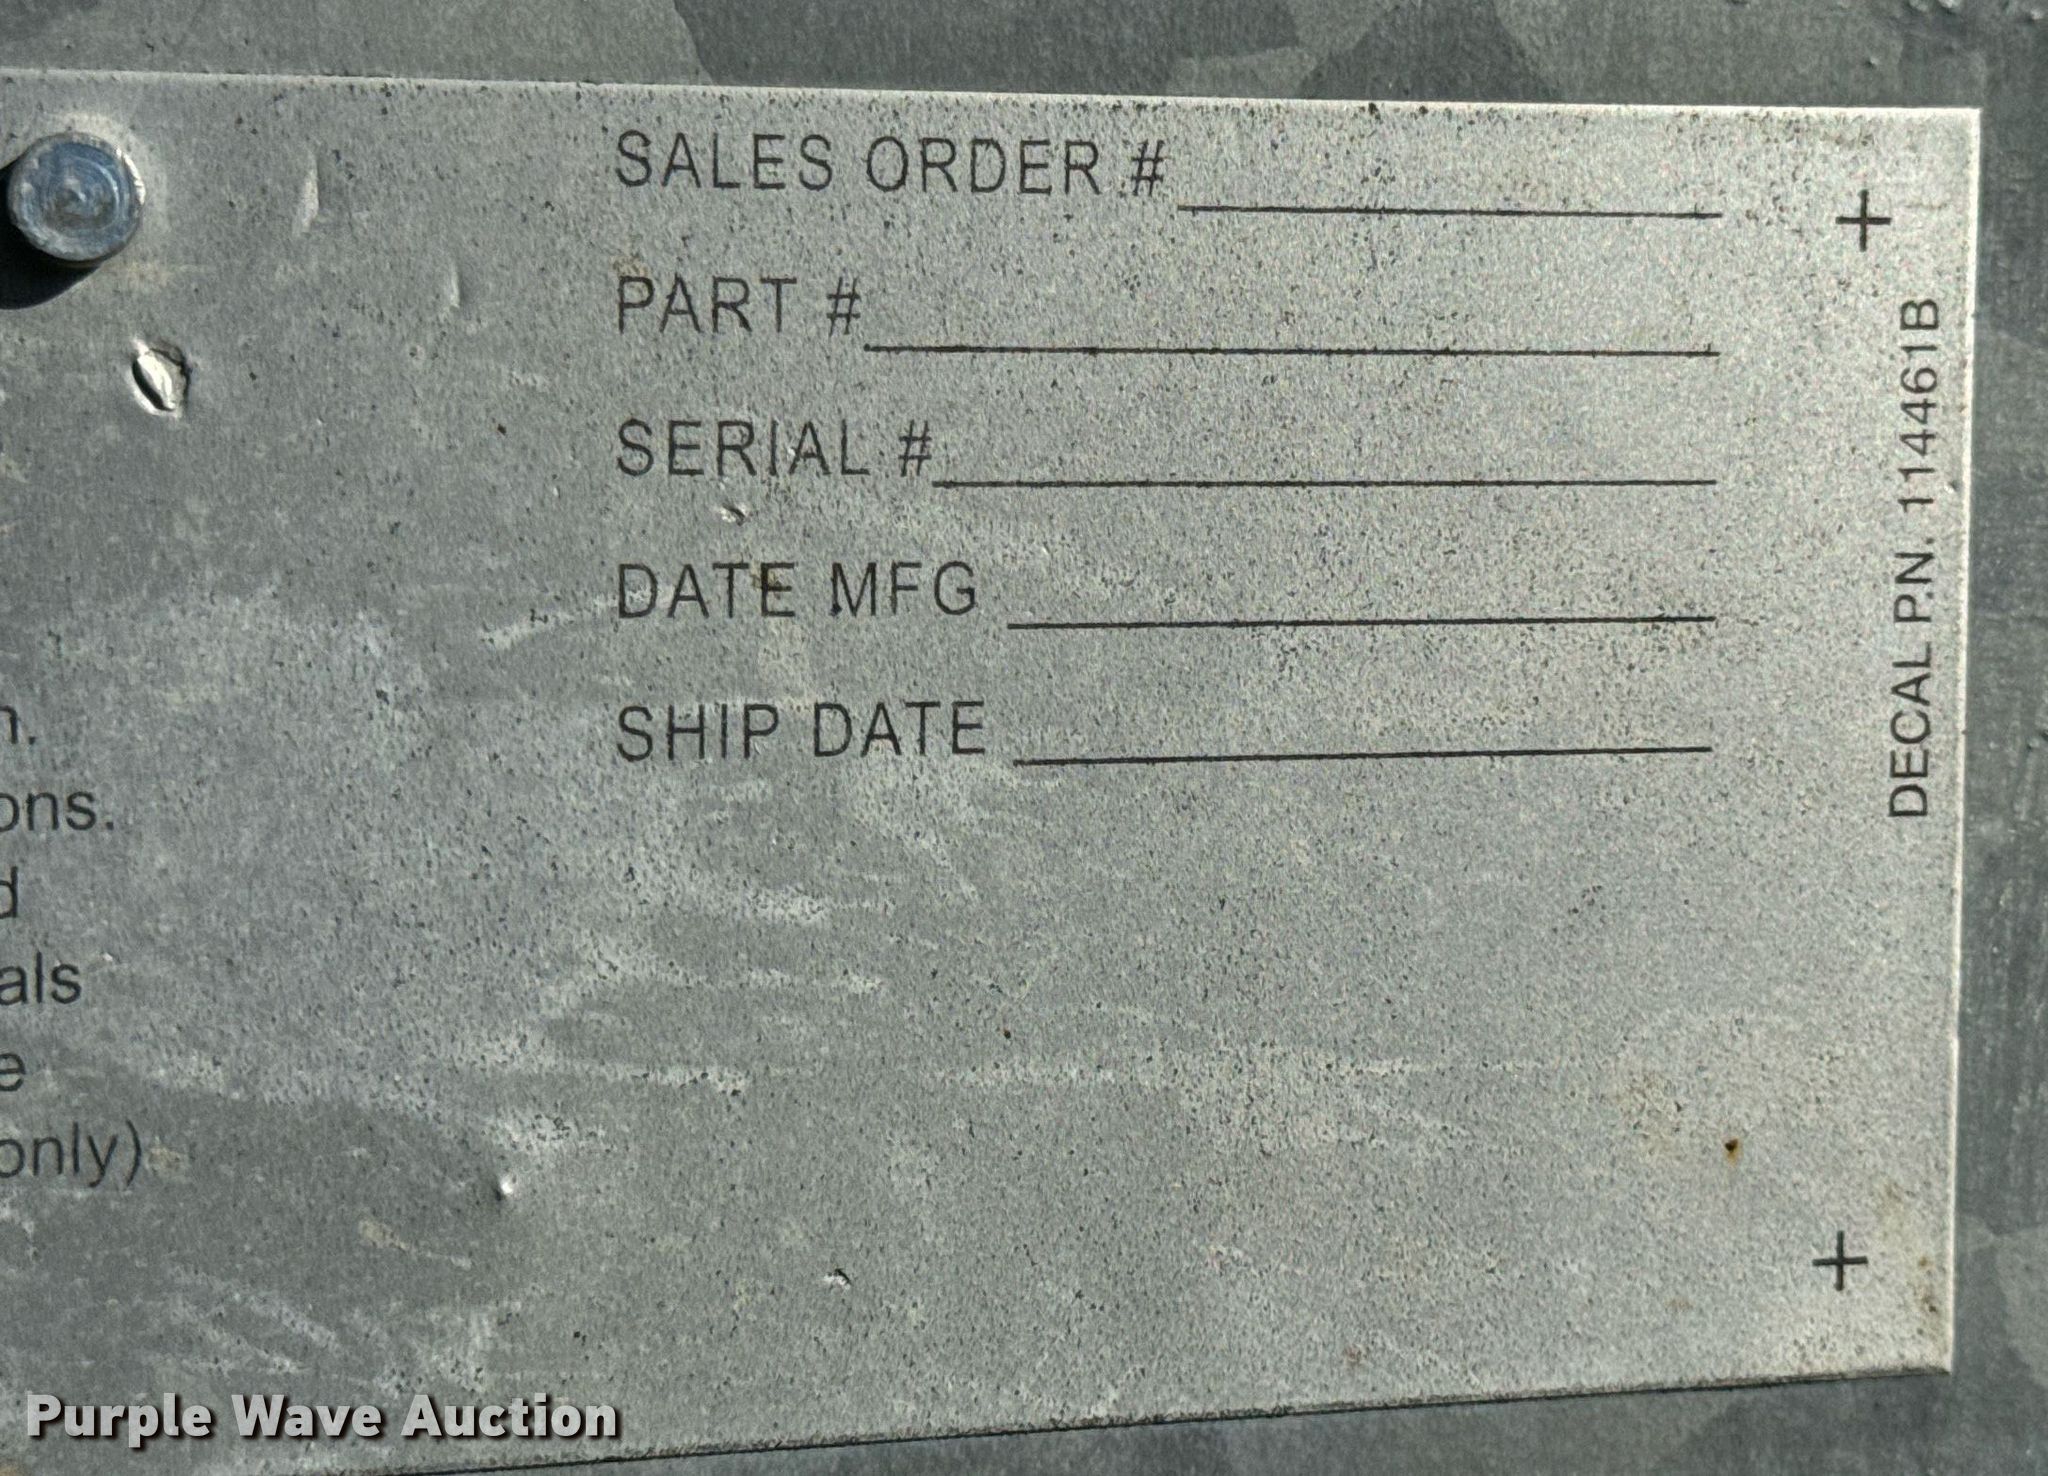 SALES ORDER #
PART #
SERIAL #
DATE MFG
SHIP DATE
DECAL P.N. 114461B
n.
ons.
d
als
e
only)
Purple Wave Auction